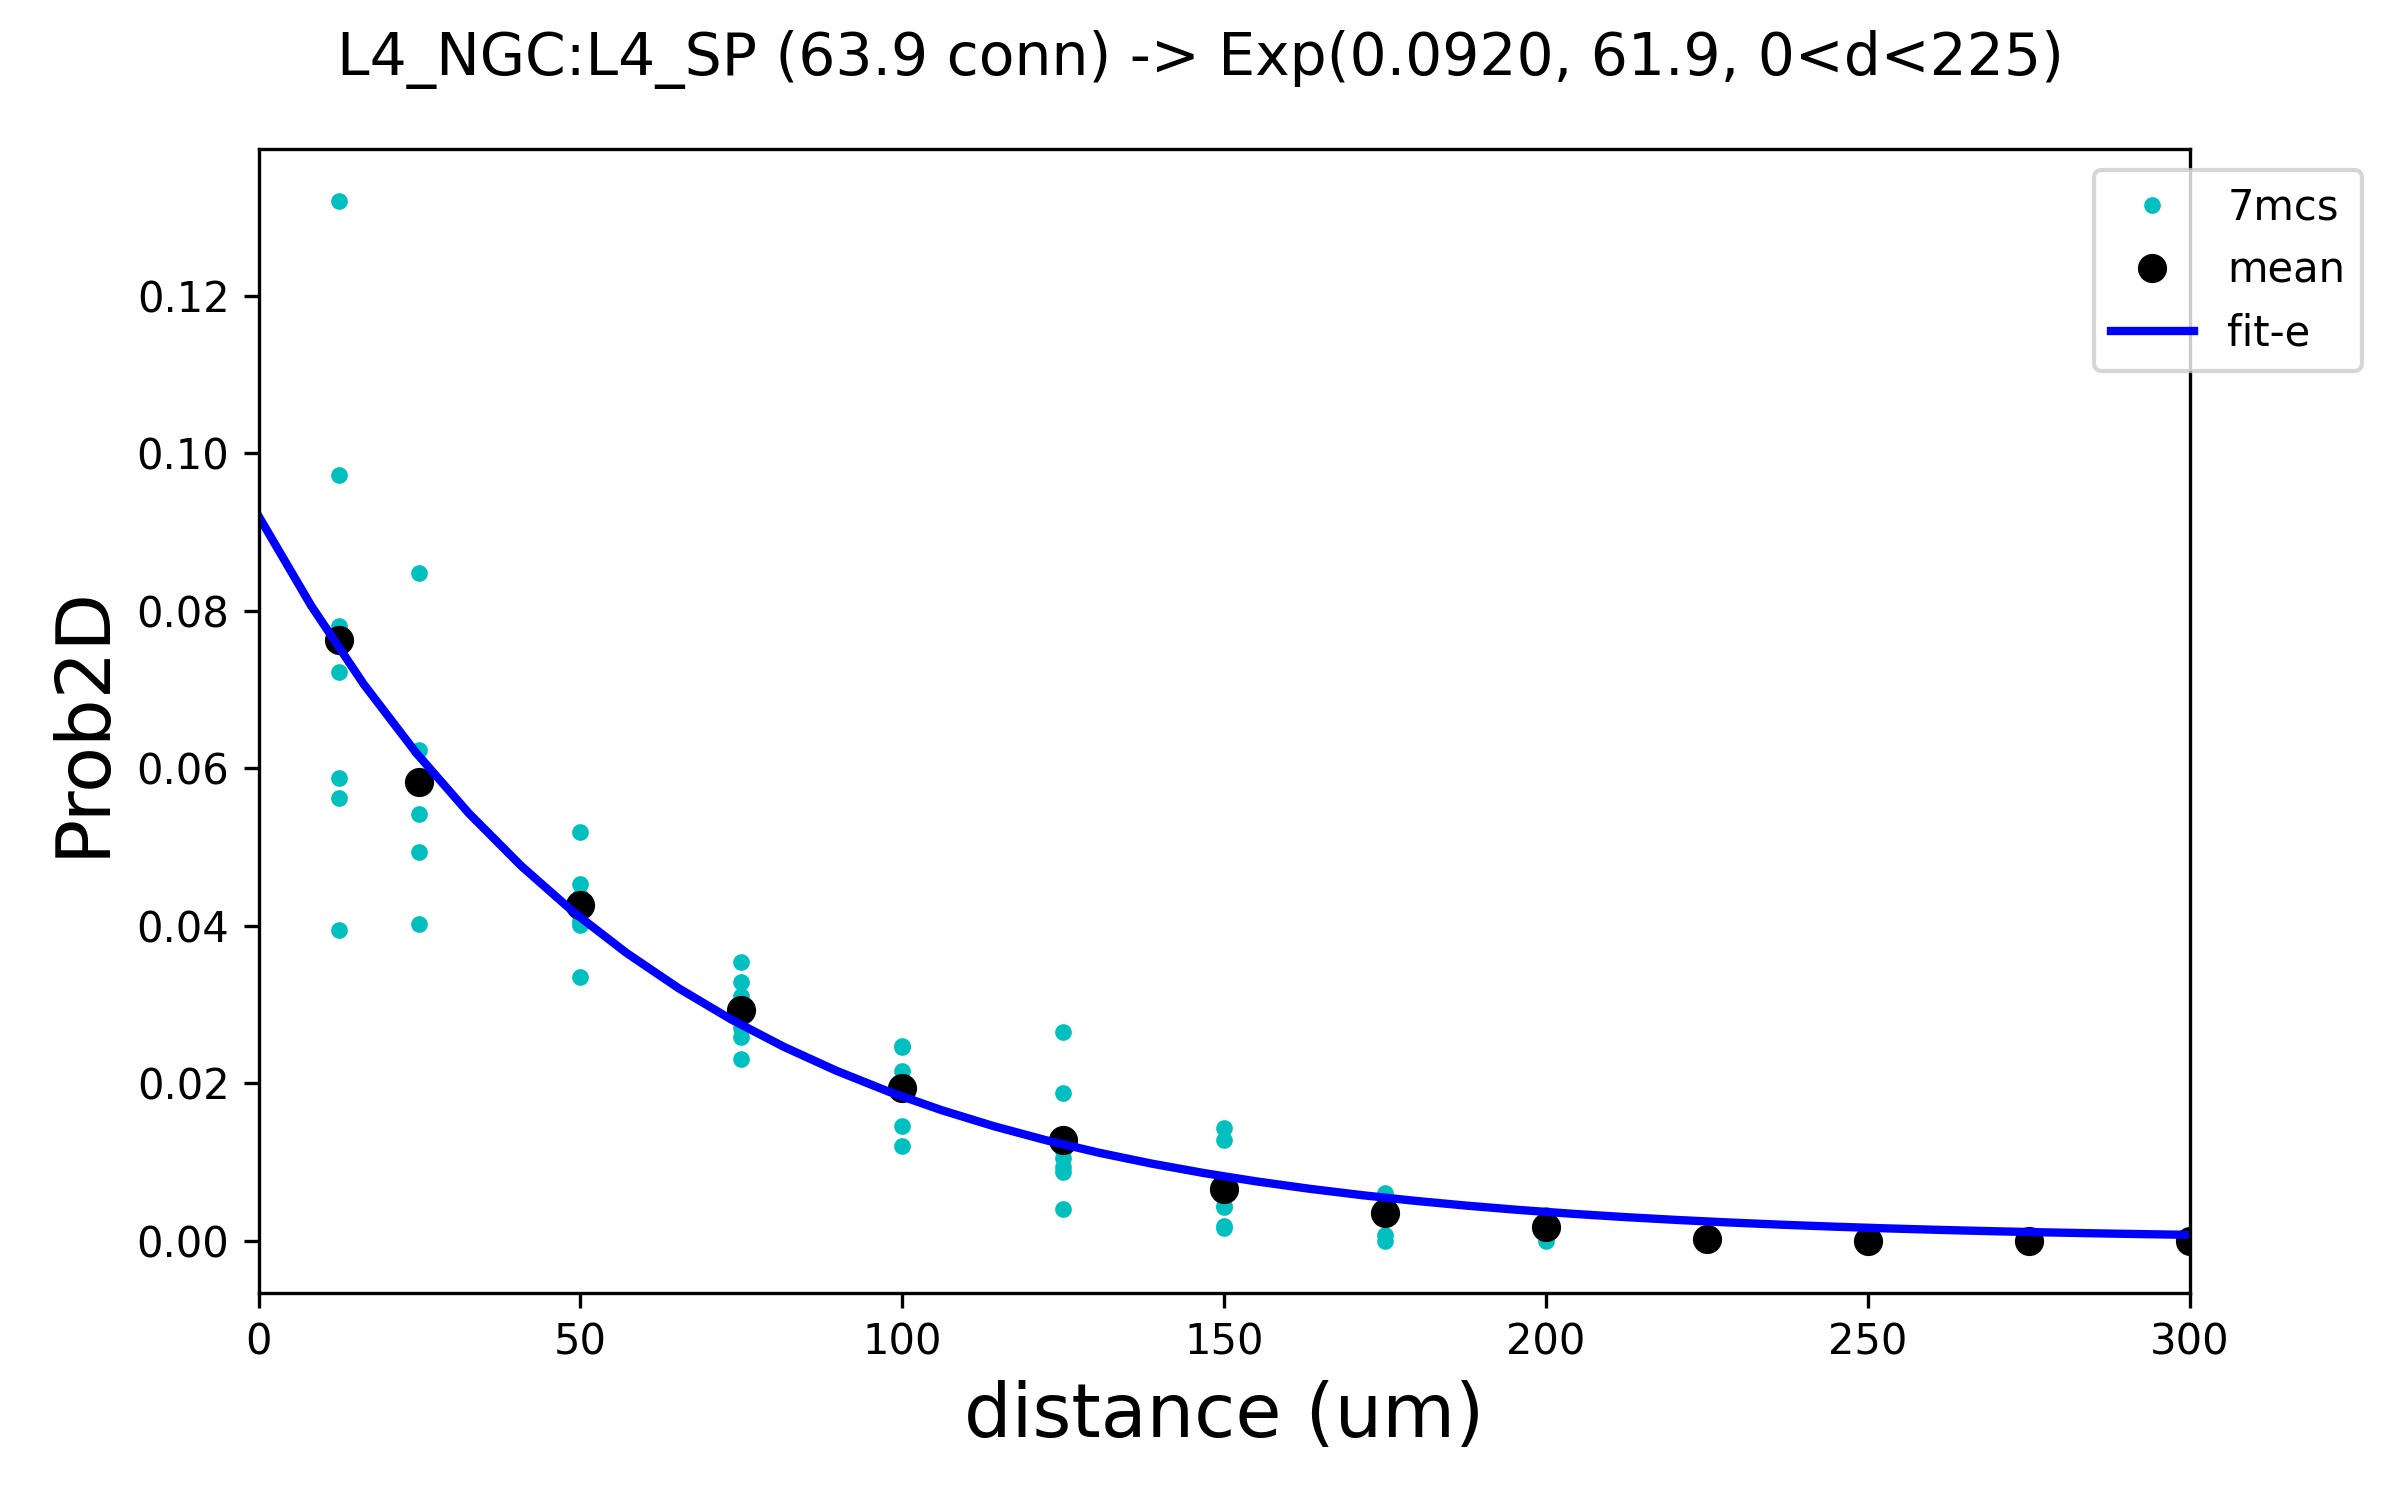 L4_NGC:L4_SP (63.9 conn) -> Exp(0.0920, 61.9, 0<d<225)
7mcs
mean
fit-e
0.12
0.10
0.08
0.06
0.04
0.02
0.00
Prob2D
0 50 100 150 200 250 300
distance (um)